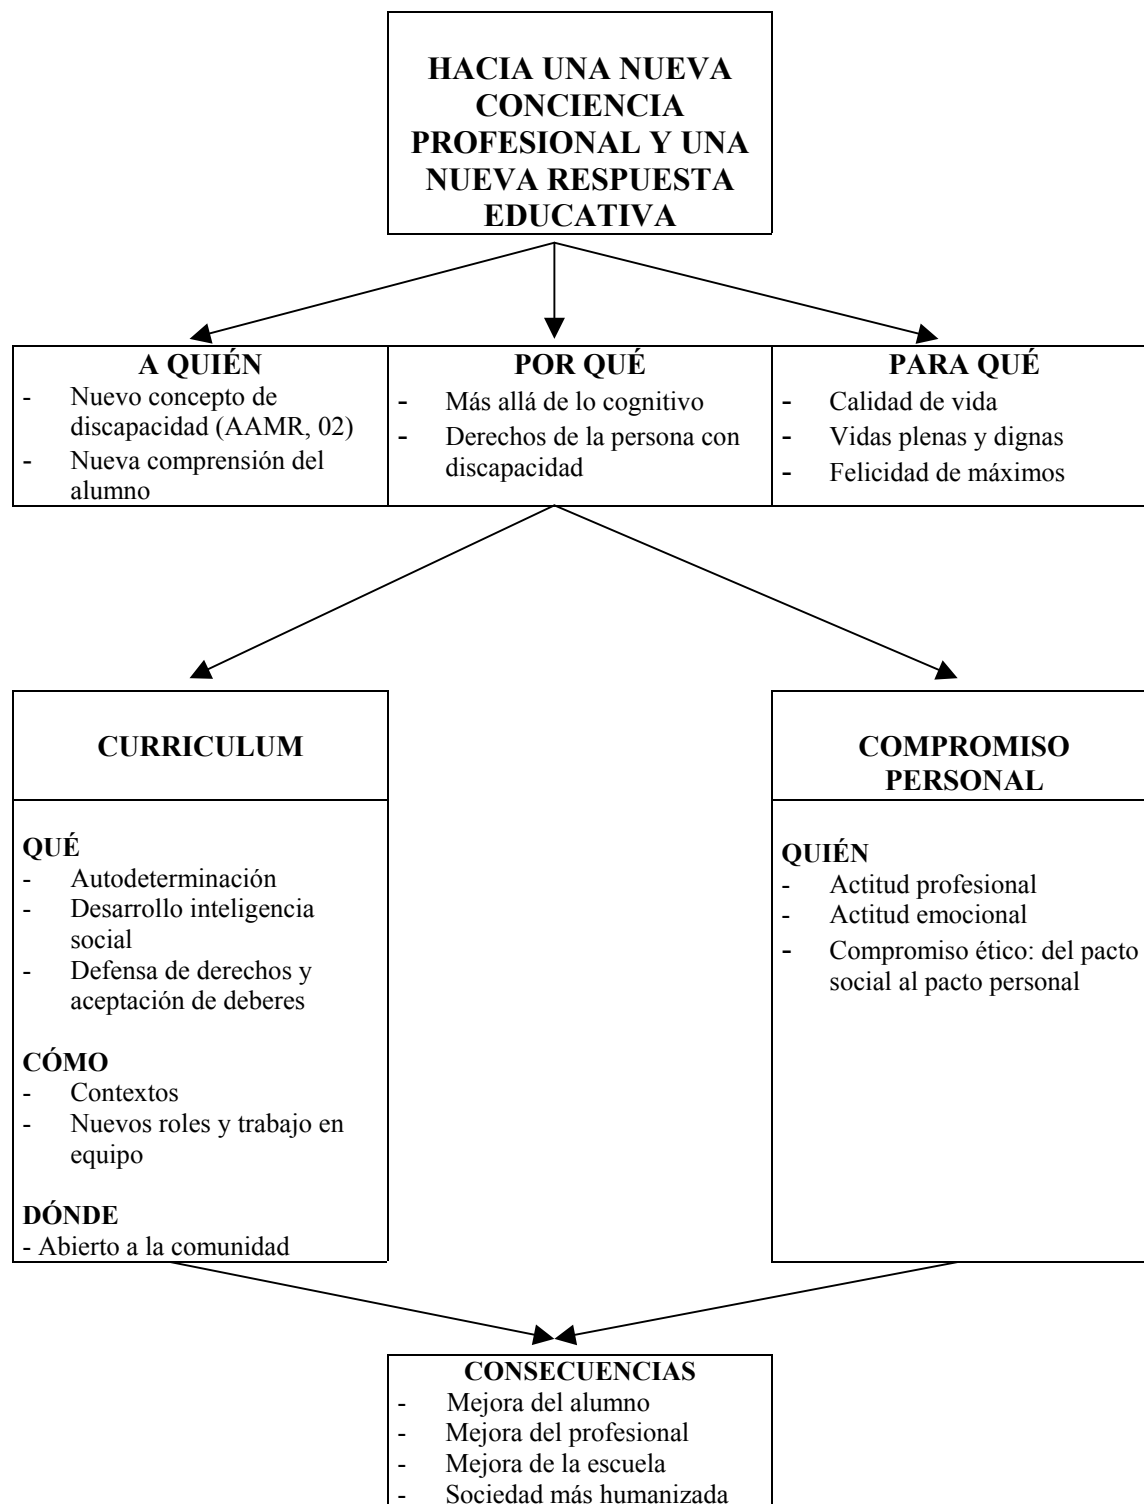 HACIA UNA NUEVA
CONCIENCIA
PROFESIONAL Y UNA
NUEVA RESPUESTA
EDUCATIVA
A QUIÉN
- Nuevo concepto de
discapacidad (AAMR, 02)
- Nueva comprensión del
alumno
POR QUÉ
- Más allá de lo cognitivo
- Derechos de la persona con
discapacidad
PARA QUÉ
- Calidad de vida
- Vidas plenas y dignas
- Felicidad de máximos
CURRICULUM
QUÉ
- Autodeterminación
- Desarrollo inteligencia
social
- Defensa de derechos y
aceptación de deberes
CÓMO
- Contextos
- Nuevos roles y trabajo en
equipo
DÓNDE
- Abierto a la comunidad
COMPROMISO
PERSONAL
QUIÉN
- Actitud profesional
- Actitud emocional
- Compromiso ético: del pacto
social al pacto personal
CONSECUENCIAS
- Mejora del alumno
- Mejora del profesional
- Mejora de la escuela
- Sociedad más humanizada